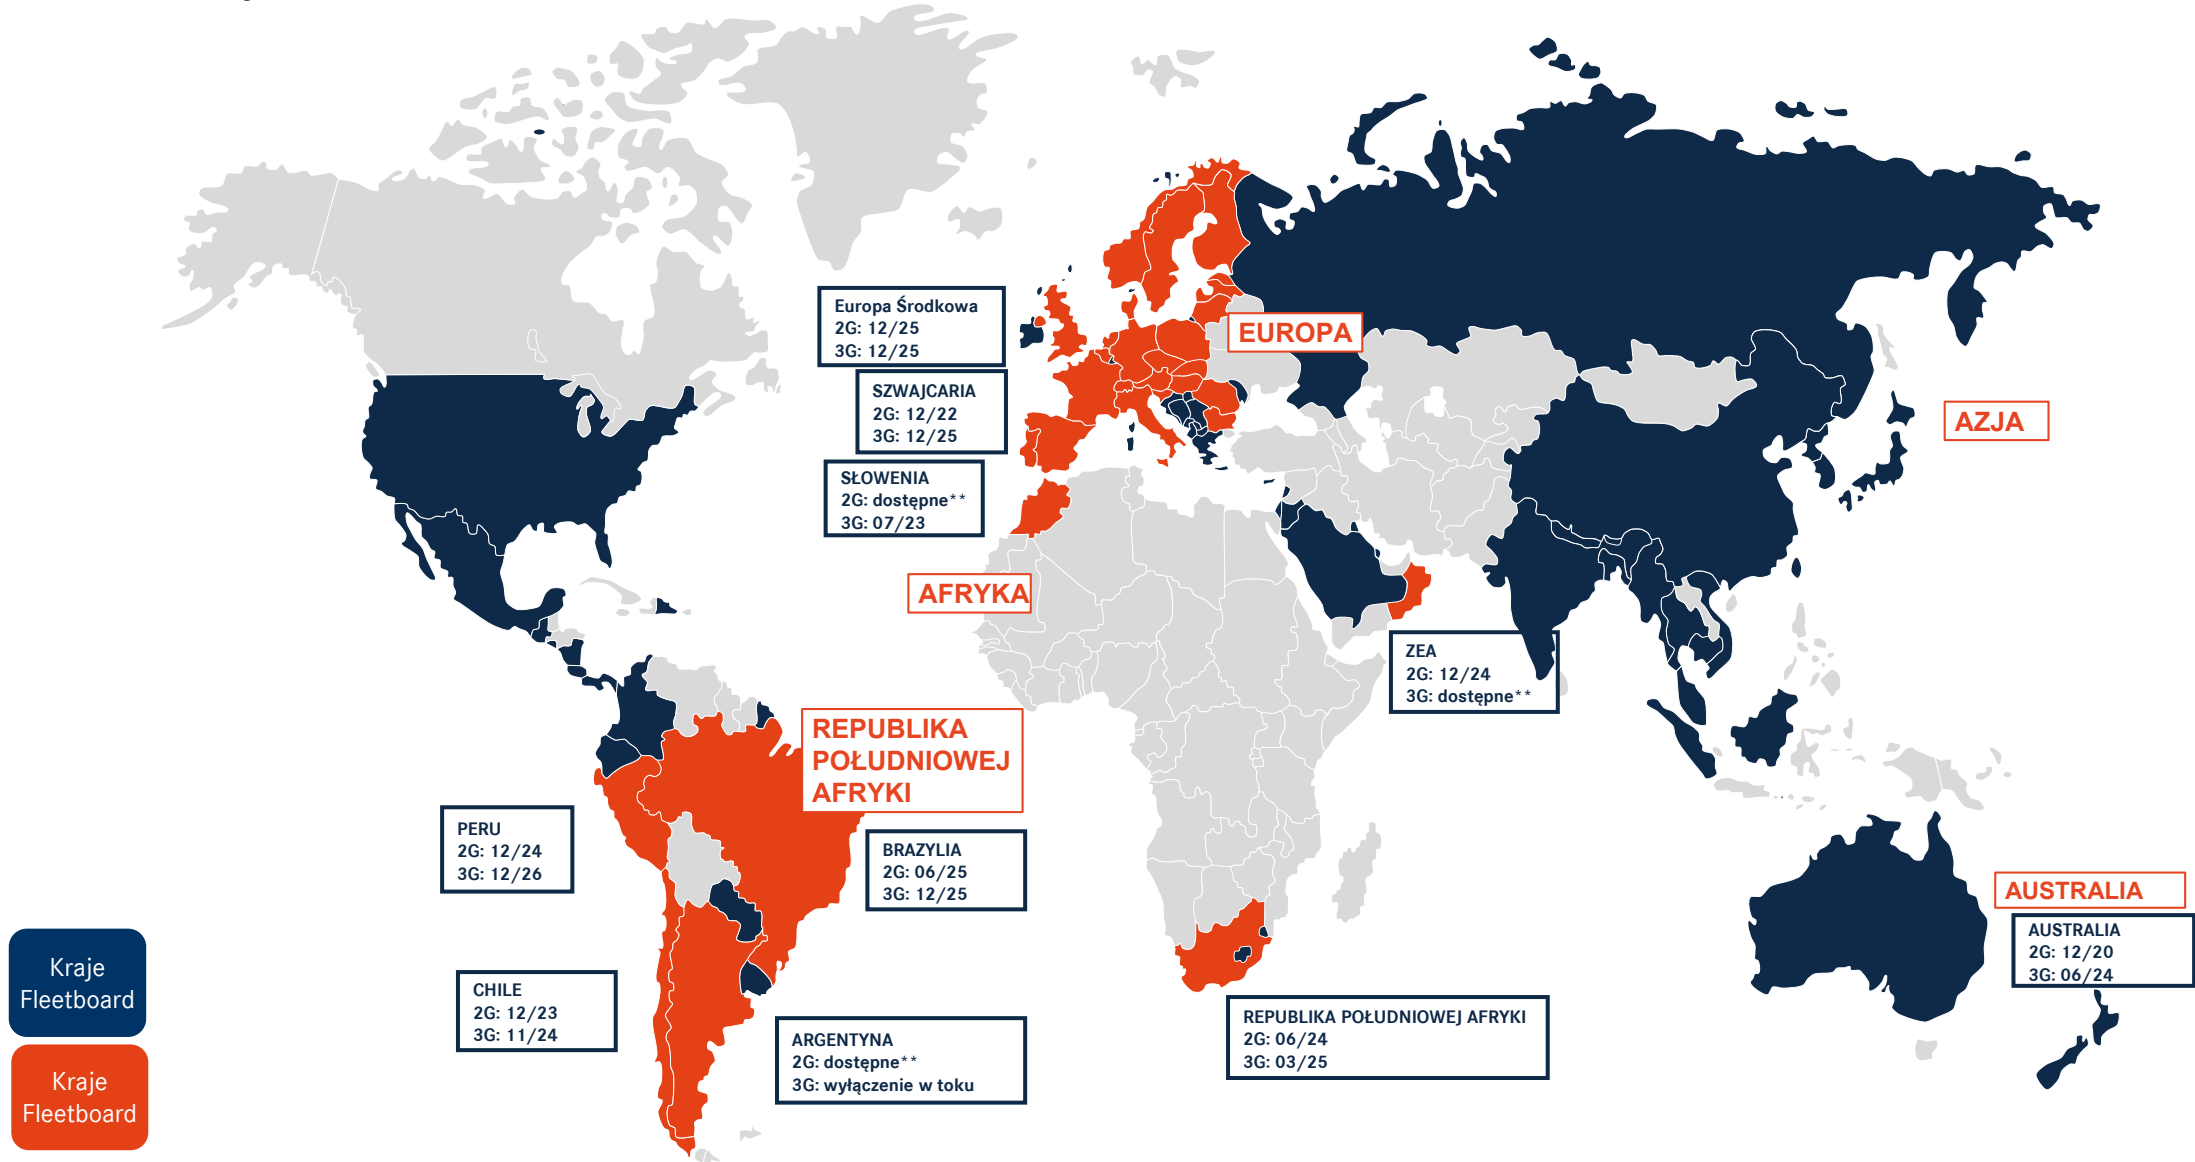 Europa Środkowa
2G: 12/25
3G: 12/25
EUROPA
SZWAJCARIA
2G: 12/22
3G: 12/25
AZJA
SŁOWENIA
2G: dostępne**
3G: 07/23
AFRYKA
ZEA
2G: 12/24
3G: dostępne**
REPUBLIKA
POŁUDNIOWEJ
AFRYKI
PERU
2G: 12/24
3G: 12/26
BRAZYLIA
2G: 06/25
3G: 12/25
AUSTRALIA
AUSTRALIA
2G: 12/20
3G: 06/24
Kraje
Fleetboard
CHILE
2G: 12/23
3G: 11/24
REPUBLIKA POŁUDNIOWEJ AFRYKI
2G: 06/24
3G: 03/25
ARGENTYNA
2G: dostępne**
3G: wyłączenie w toku
Kraje
Fleetboard